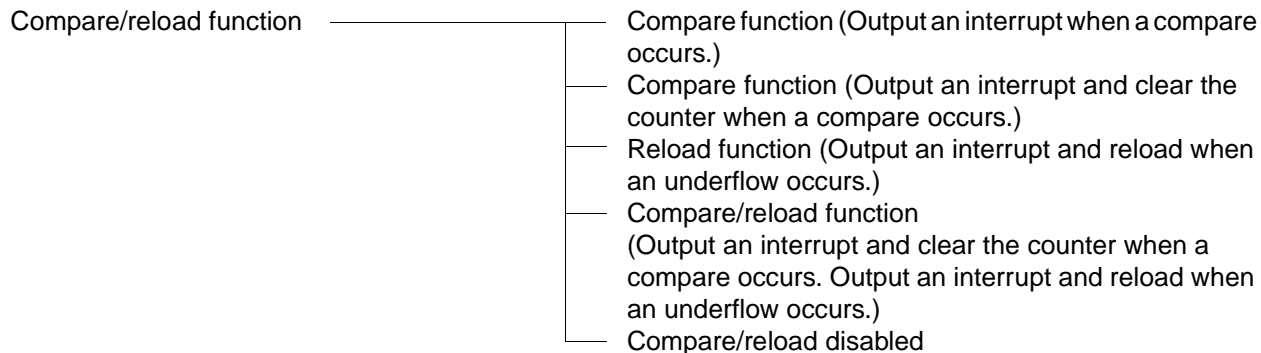 Compare/reload function
Compare function (Output an interrupt when a compare
occurs.)
Compare function (Output an interrupt and clear the
counter when a compare occurs.)
Reload function (Output an interrupt and reload when
an underflow occurs.)
Compare/reload function
(Output an interrupt and clear the counter when a
compare occurs. Output an interrupt and reload when
an underflow occurs.)
Compare/reload disabled